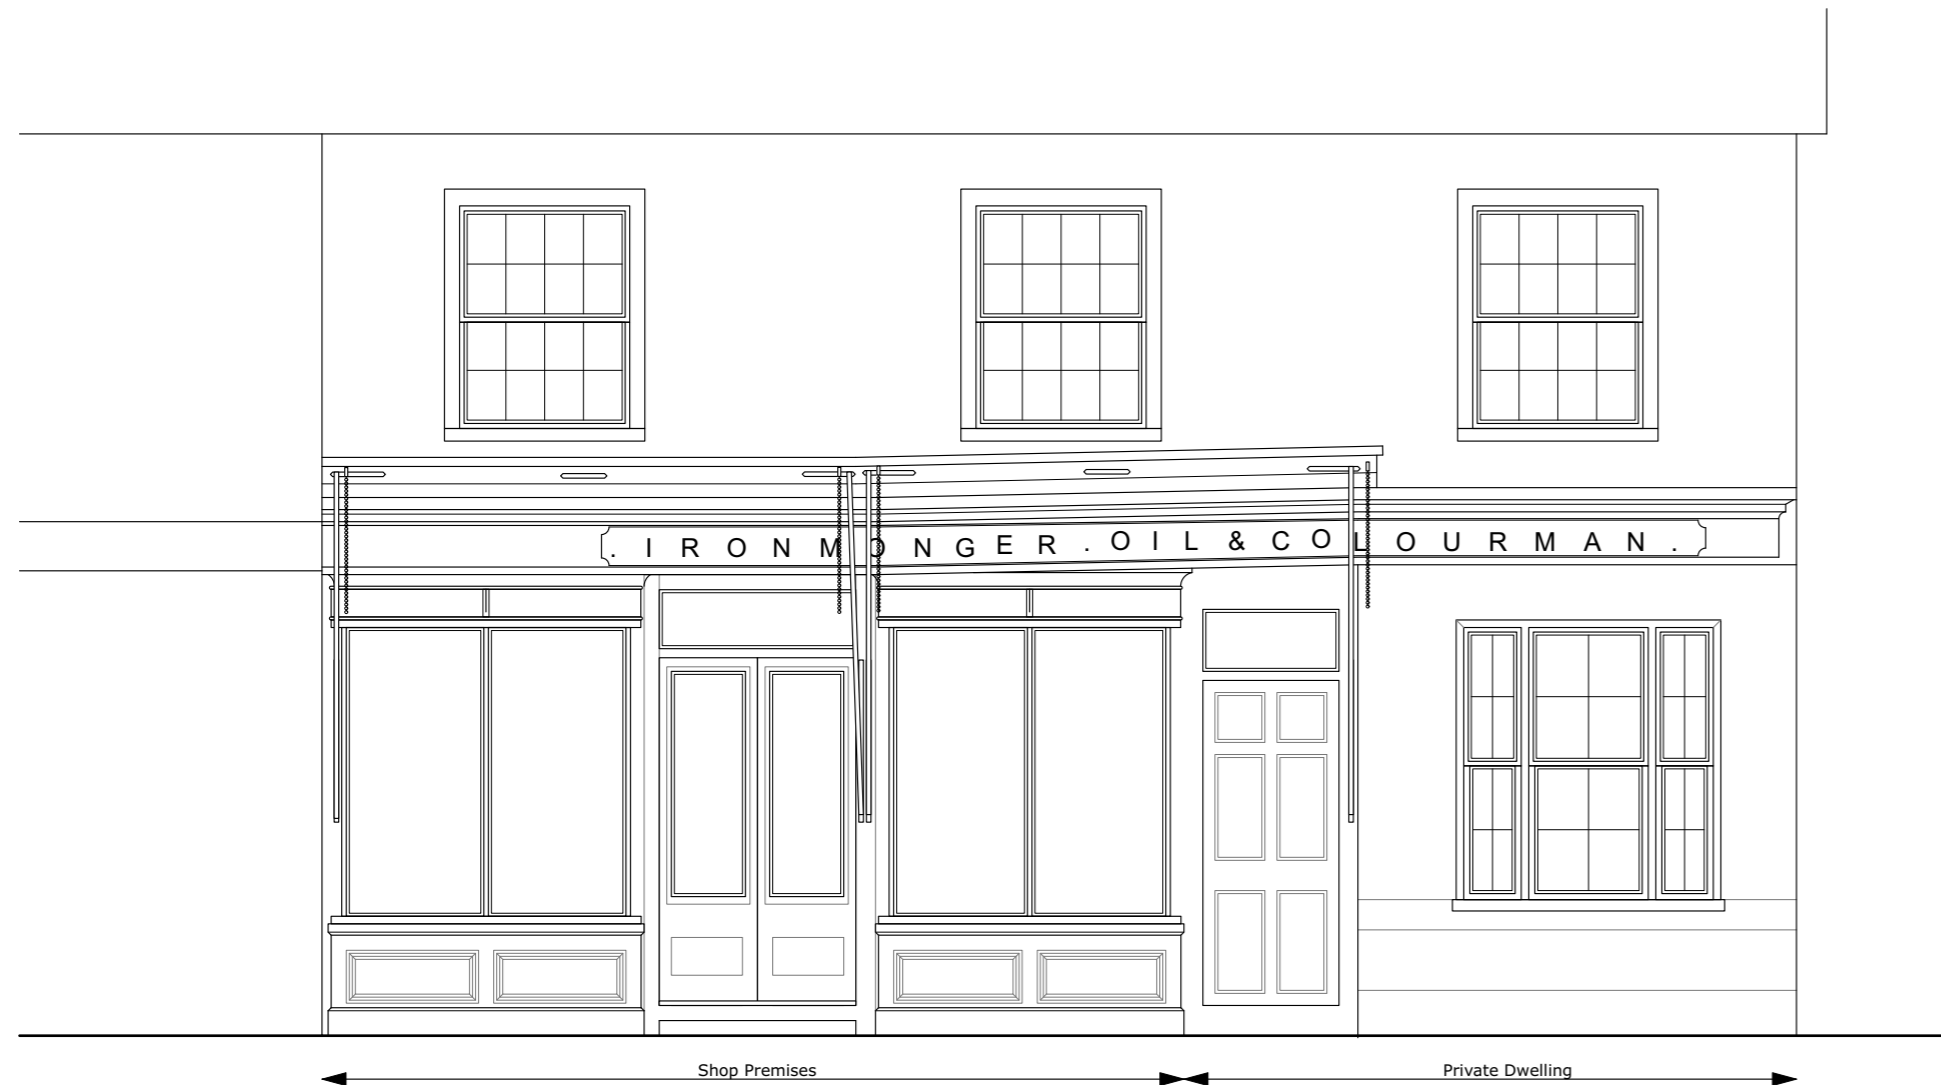 . I R O N M O N G E R . O I L & C O L O U R M A N .
Shop Premises
Private Dwelling